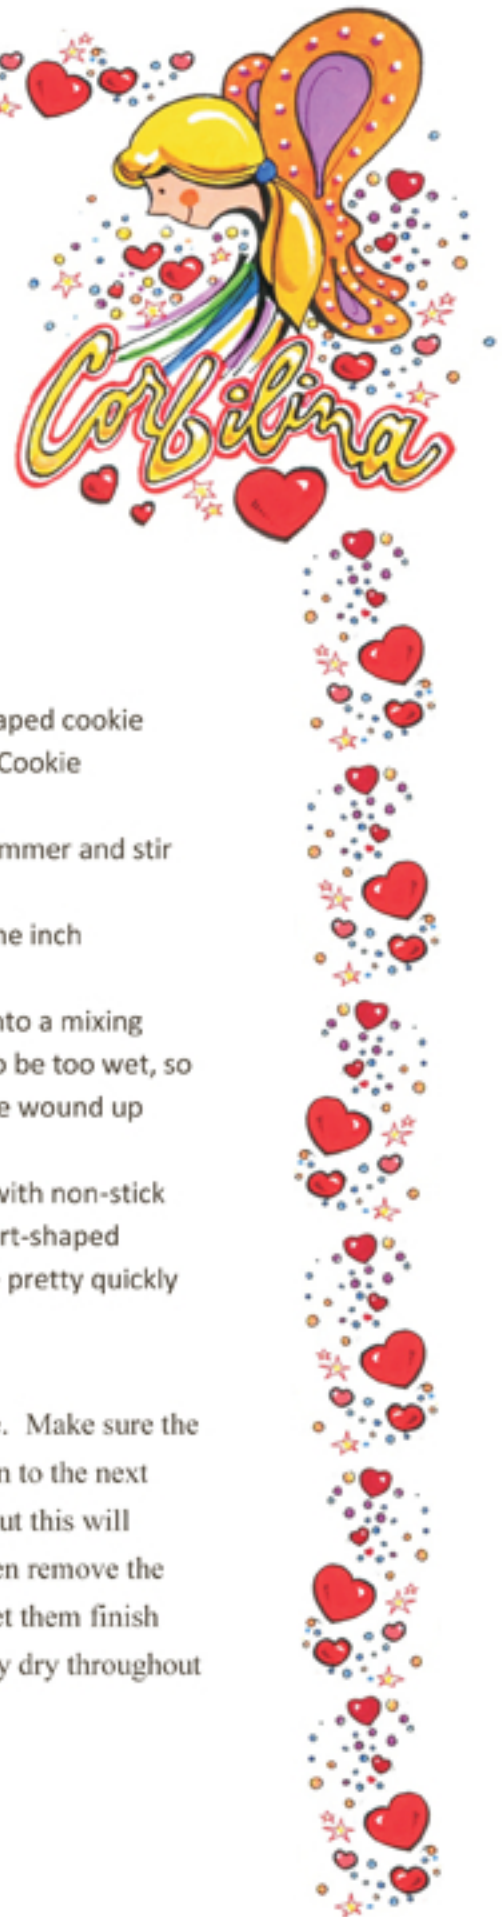 Corbilina
aped cookie
Cookie
mmer and stir
ne inch
nto a mixing
o be too wet, so
e wound up
with non-stick
rt-shaped
pretty quickly
. Make sure the
n to the next
ut this will
en remove the
et them finish
y dry throughout